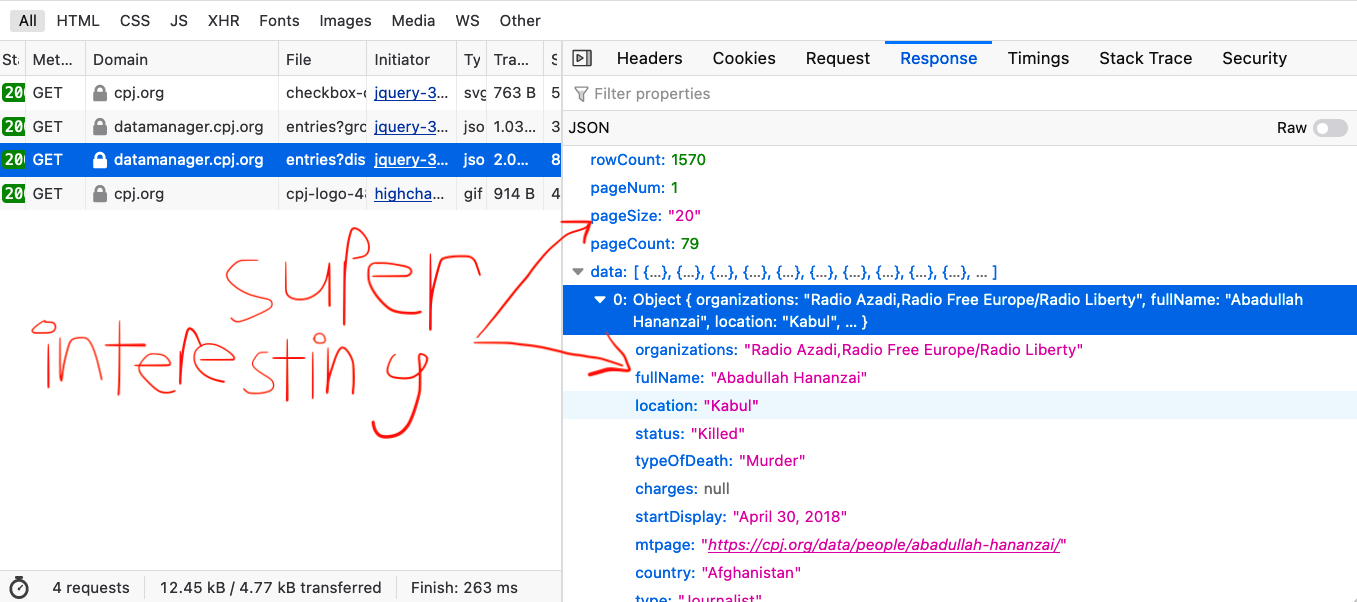 All HTML CSS JS XHR Fonts Images Media WS Other
St Met... Domain File Initiator Ty Tra... S
200 GET cpj.org checkbox- jquery-3... svg 763 B 5
200 GET datamanager.cpj.org entries?gro jquery-3... jso 1.03... 3
200 GET datamanager.cpj.org entries?dis jquery-3... jso 2.0... 8
200 GET cpj.org cpj-logo-4 highcha... gif 914 B 4
super
interesting
4 requests 12.45 kB / 4.77 kB transferred Finish: 263 ms
Headers Cookies Request Response Timings Stack Trace Security
Filter properties
JSON Raw
rowCount: 1570
pageNum: 1
pageSize: "20"
pageCount: 79
data: [ {...}, {...}, {...}, {...}, {...}, {...}, {...}, {...}, {...}, {...}, ... ]
0: Object { organizations: "Radio Azadi,Radio Free Europe/Radio Liberty", fullName: "Abadullah
Hananzai", location: "Kabul", ... }
organizations: "Radio Azadi,Radio Free Europe/Radio Liberty"
fullName: "Abadullah Hananzai"
location: "Kabul"
status: "Killed"
typeOfDeath: "Murder"
charges: null
startDisplay: "April 30, 2018"
mtpage: "https://cpj.org/data/people/abadullah-hananzai/"
country: "Afghanistan"
type: "Journalist"